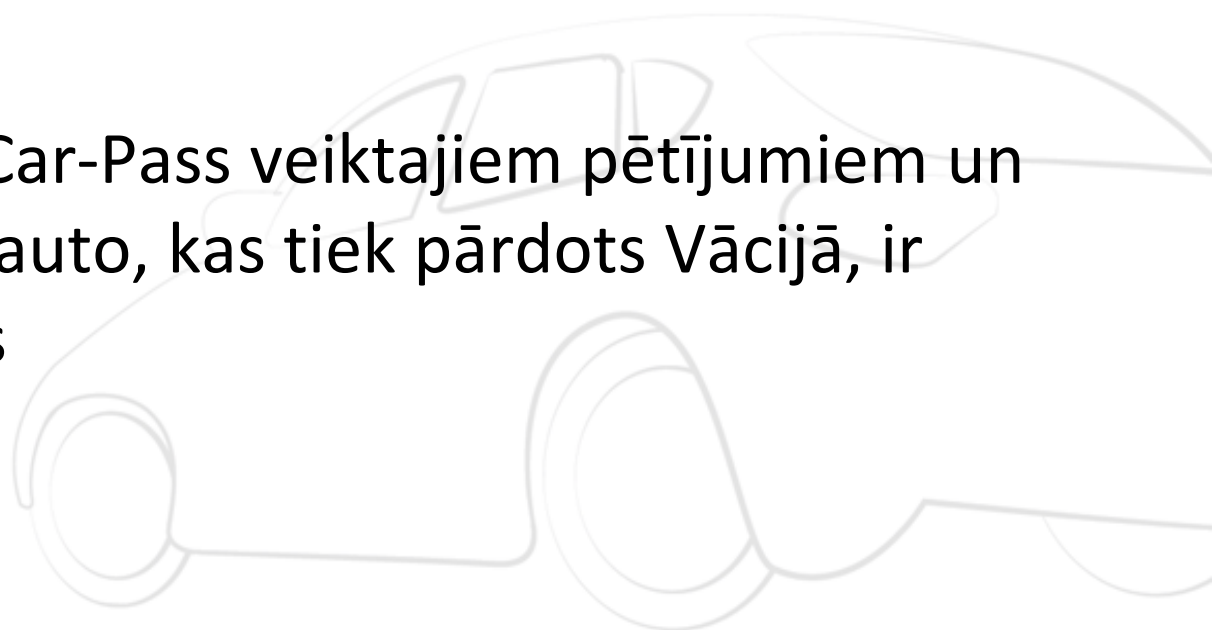 Car-Pass veiktajiem pētījumiem un
auto, kas tiek pārdots Vācijā, ir
s